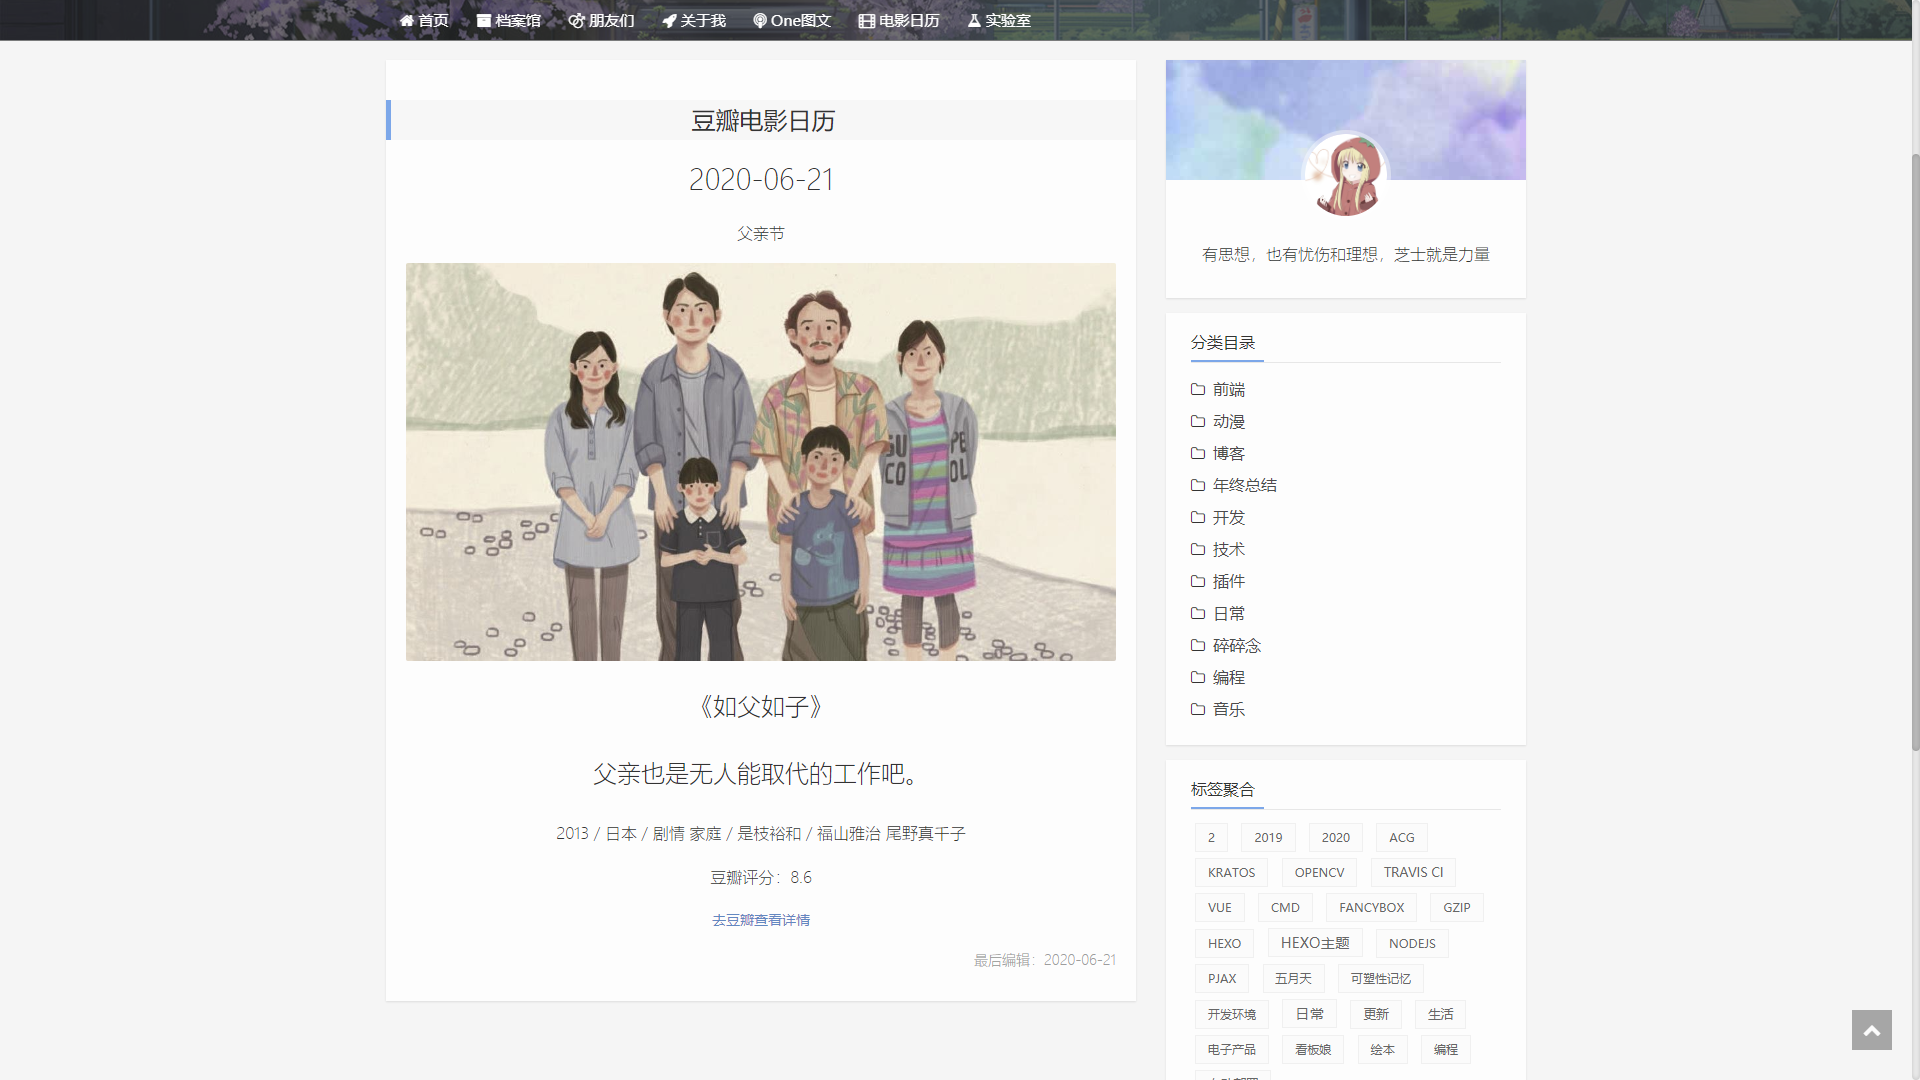 首页 档案馆 朋友们 关于我 One图文 电影日历 实验室
豆瓣电影日历
2020-06-21
父亲节
SU PB
CO OL
《如父如子》
父亲也是无人能取代的工作吧。
2013 / 日本 / 剧情 家庭 / 是枝裕和 / 福山雅治 尾野真千子
豆瓣评分：8.6
去豆瓣查看详情
最后编辑：2020-06-21
有思想，也有忧伤和理想，芝士就是力量
分类目录
前端
动漫
博客
年终总结
开发
技术
插件
日常
碎碎念
编程
音乐
标签聚合
2 2019 2020 ACG
KRATOS OPENCV TRAVIS CI
VUE CMD FANCYBOX GZIP
HEXO HEXO主题 NODEJS
PJAX 五月天 可塑性记忆
开发环境 日常 更新 生活
电子产品 看板娘 绘本 编程